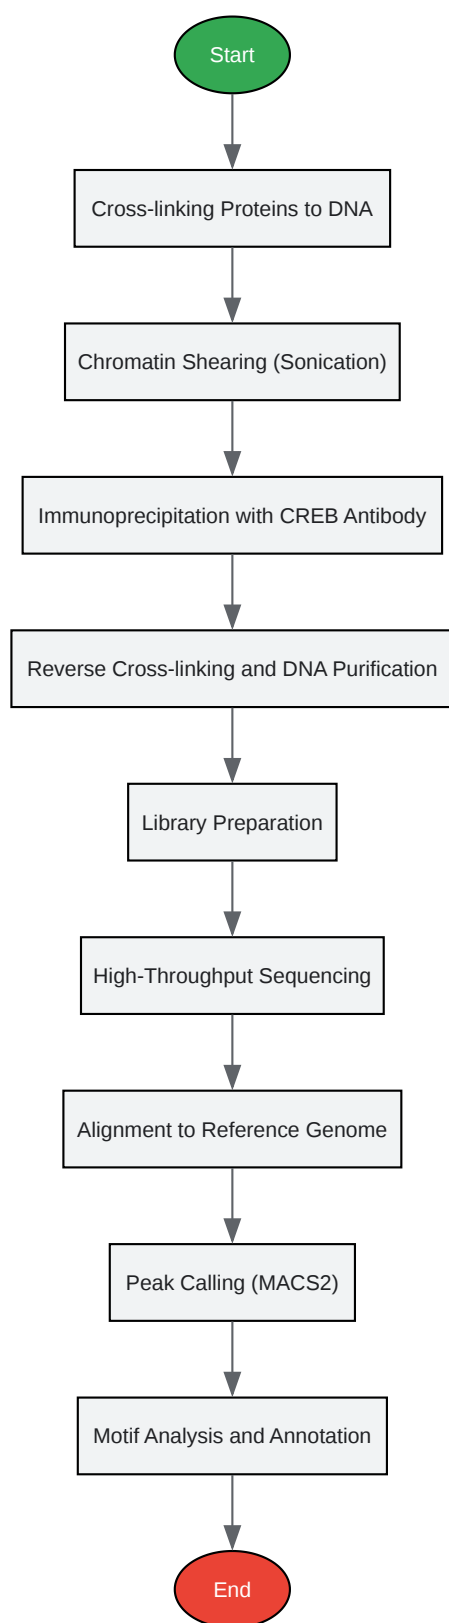 Start
Cross-linking Proteins to DNA
Chromatin Shearing (Sonication)
Immunoprecipitation with CREB Antibody
Reverse Cross-linking and DNA Purification
Library Preparation
High-Throughput Sequencing
Alignment to Reference Genome
Peak Calling (MACS2)
Motif Analysis and Annotation
End